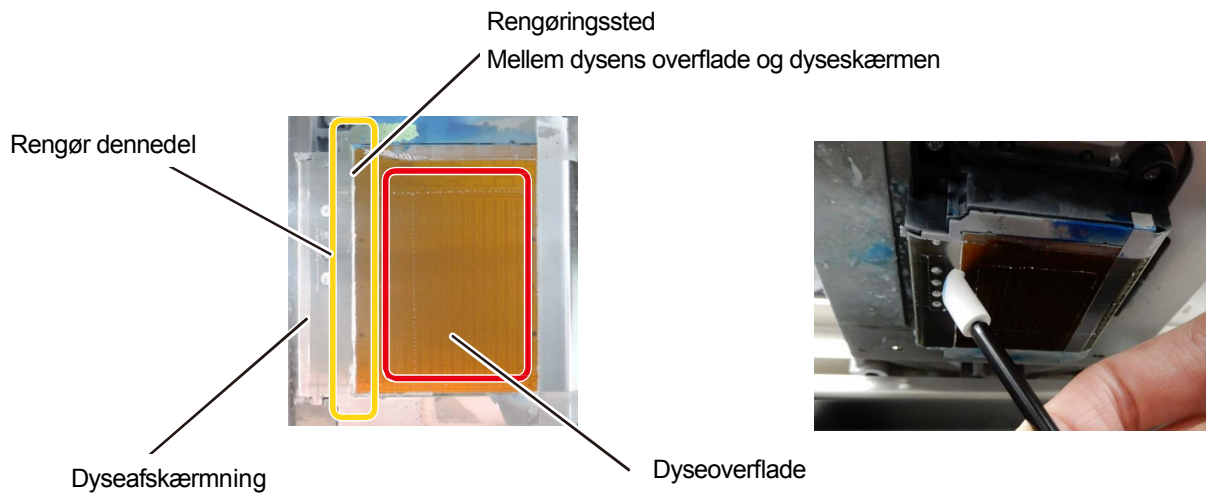 Rengøringssted
Mellem dysens overflade og dyseskærmen
Rengør dennedel
Dyseafskærmning
Dyseoverflade